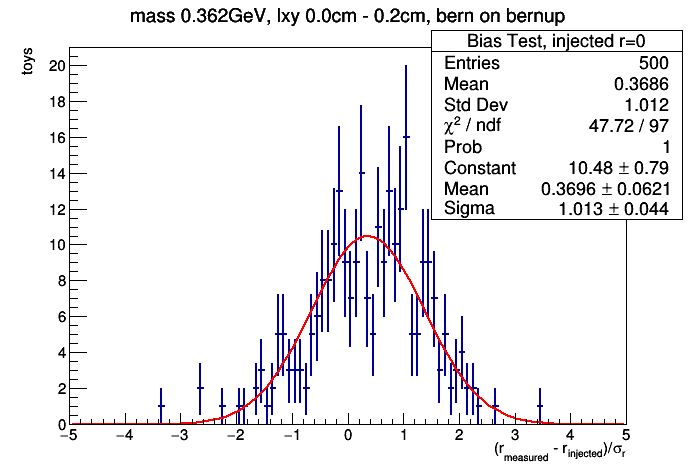 mass 0.362GeV, lxy 0.0cm - 0.2cm, bern on bernup
toys
Bias Test, injected r=0
Entries 500
Mean 0.3686
Std Dev 1.012
χ² / ndf 47.72 / 97
Prob 1
Constant 10.48 ± 0.79
Mean 0.3696 ± 0.0621
Sigma 1.013 ± 0.044
20
18
16
14
12
10
8
6
4
2
0
−5 −4 −3 −2 −1 0 1 2 3 4 5
(r_measured - r_injected)/σ_r